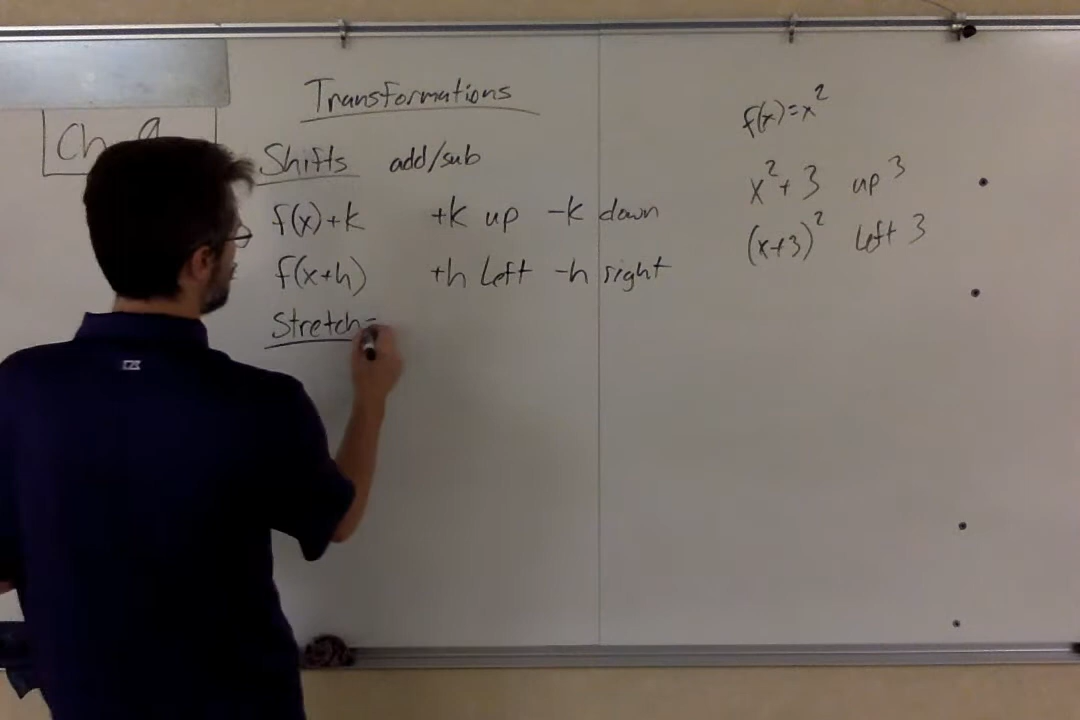 Transformations
Ch
Shifts add/sub
f(x)+k +k up -k down
f(x+h) +h left -h right
Stretch
f(x)=x²
x²+3 up 3
(x+3)² left 3